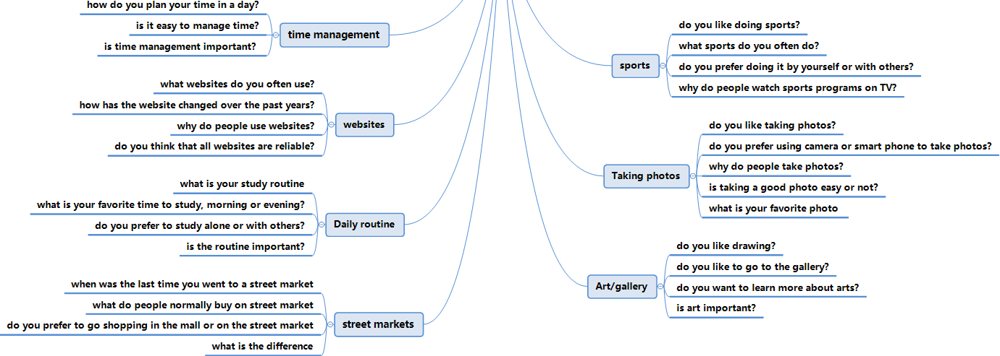 how do you plan your time in a day?
is it easy to manage time?
is time management important?
time management
what websites do you often use?
how has the website changed over the past years?
why do people use websites?
do you think that all websites are reliable?
websites
what is your study routine
what is your favorite time to study, morning or evening?
do you prefer to study alone or with others?
is the routine important?
Daily routine
when was the last time you went to a street market
what do people normally buy on street market
do you prefer to go shopping in the mall or on the street market
what is the difference
street markets
sports
do you like doing sports?
what sports do you often do?
do you prefer doing it by yourself or with others?
why do people watch sports programs on TV?
Taking photos
do you like taking photos?
do you prefer using camera or smart phone to take photos?
why do people take photos?
is taking a good photo easy or not?
what is your favorite photo
Art/gallery
do you like drawing?
do you like to go to the gallery?
do you want to learn more about arts?
is art important?